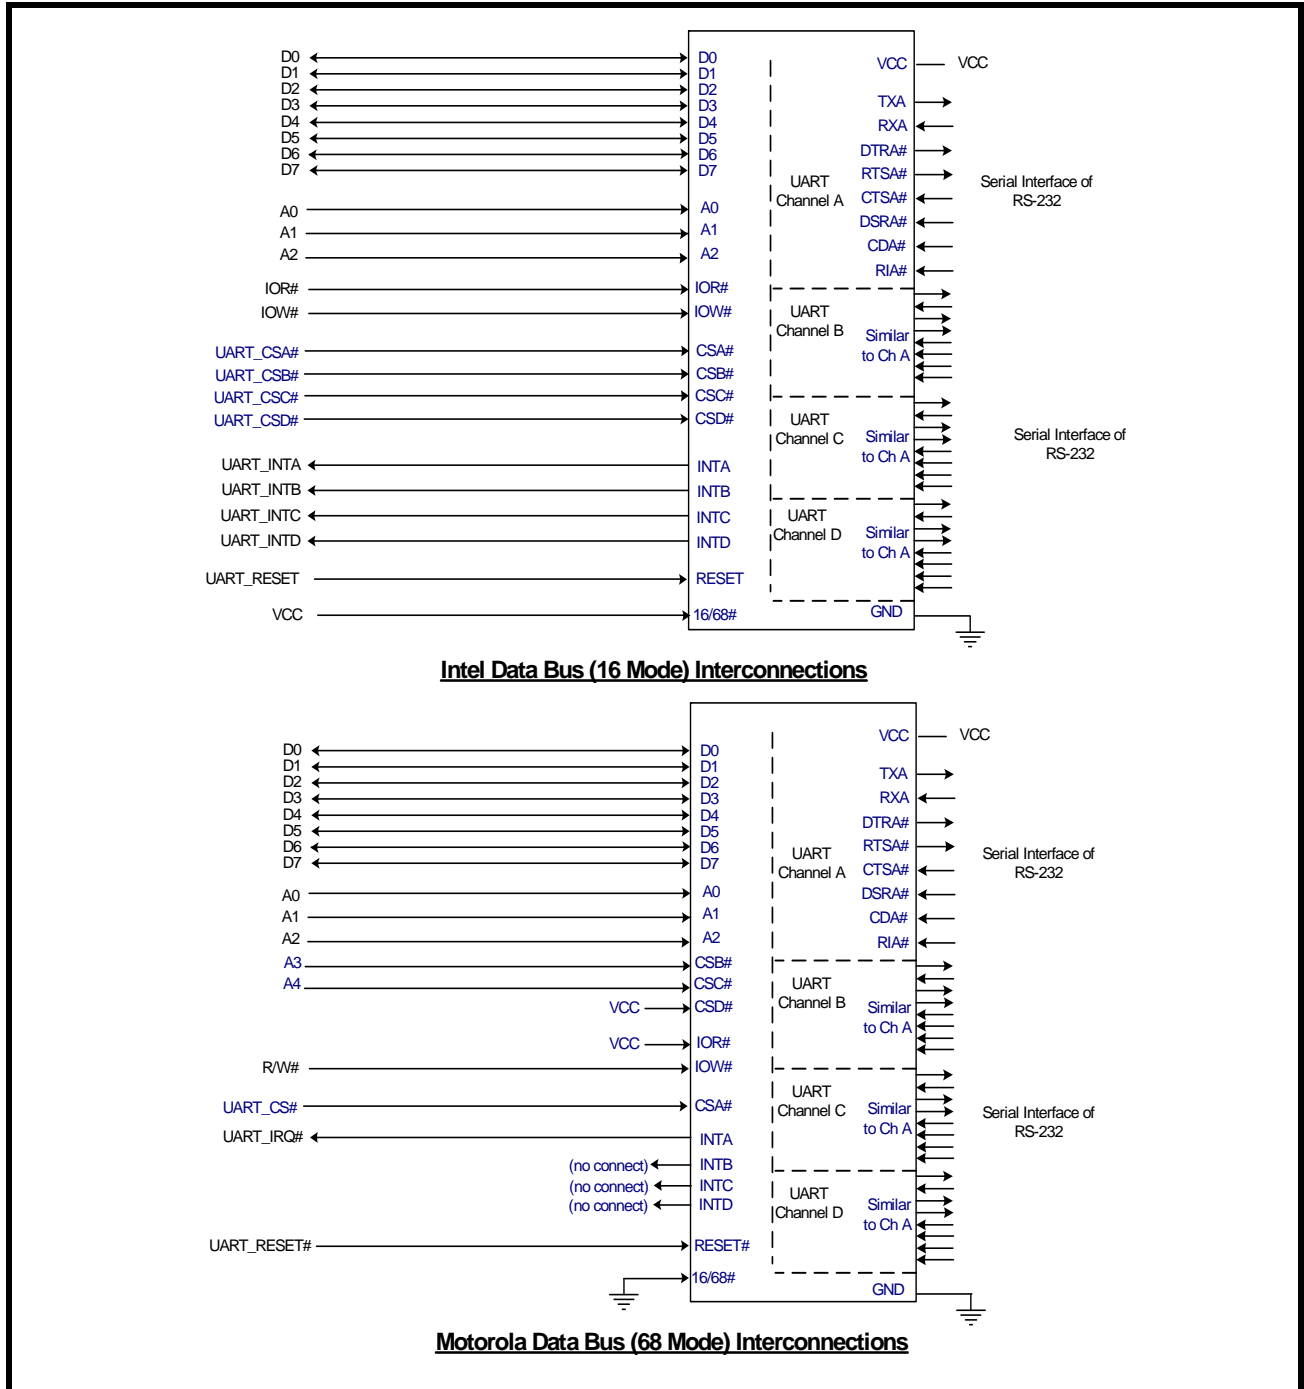 D0 D0
D1 D1
D2 D2
D3 D3
D4 D4
D5 D5
D6 D6
D7 D7
A0 A0
A1 A1
A2 A2
IOR# IOR#
IOW# IOW#
UART_CSA# CSA#
UART_CSB# CSB#
UART_CSC# CSC#
UART_CSD# CSD#
UART_INTA INTA
UART_INTB INTB
UART_INTC INTC
UART_INTD INTD
UART_RESET RESET
VCC 16/68#
UART
Channel A
UART
Channel B
UART
Channel C
UART
Channel D
VCC VCC
TXA
RXA
DTRA#
RTSA#
CTSA#
DSRA#
CDA#
RIA#
Similar
to Ch A
Similar
to Ch A
Similar
to Ch A
GND
Serial Interface of
RS-232
Serial Interface of
RS-232
Intel Data Bus (16 Mode) Interconnections
D0 D0
D1 D1
D2 D2
D3 D3
D4 D4
D5 D5
D6 D6
D7 D7
A0 A0
A1 A1
A2 A2
A3 CSB#
A4 CSC#
VCC CSD#
VCC IOR#
R/W# IOW#
UART_CS# CSA#
UART_IRQ# INTA
(no connect) INTB
(no connect) INTC
(no connect) INTD
UART_RESET# RESET#
16/68#
UART
Channel A
UART
Channel B
UART
Channel C
UART
Channel D
VCC VCC
TXA
RXA
DTRA#
RTSA#
CTSA#
DSRA#
CDA#
RIA#
Similar
to Ch A
Similar
to Ch A
Similar
to Ch A
GND
Serial Interface of
RS-232
Serial Interface of
RS-232
Motorola Data Bus (68 Mode) Interconnections